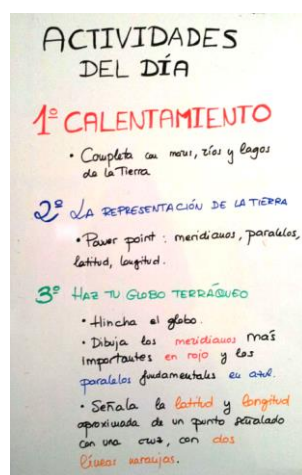 ACTIVIDADES
DEL DÍA
1º CALENTAMIENTO
• Completa con mares, ríos y lagos
de la Tierra
2º LA REPRESENTACIÓN DE LA TIERRA
• Power point : meridianos, paralelos,
latitud, longitud.
3º HAZ TU GLOBO TERRÁQUEO
• Hincha el globo.
• Dibuja los meridianos más
importantes en rojo y los
paralelos fundamentales en azul.
• Señala la latitud y longitud
aproximada de un punto señalado
con una cruz, con dos
líneas naranjas.